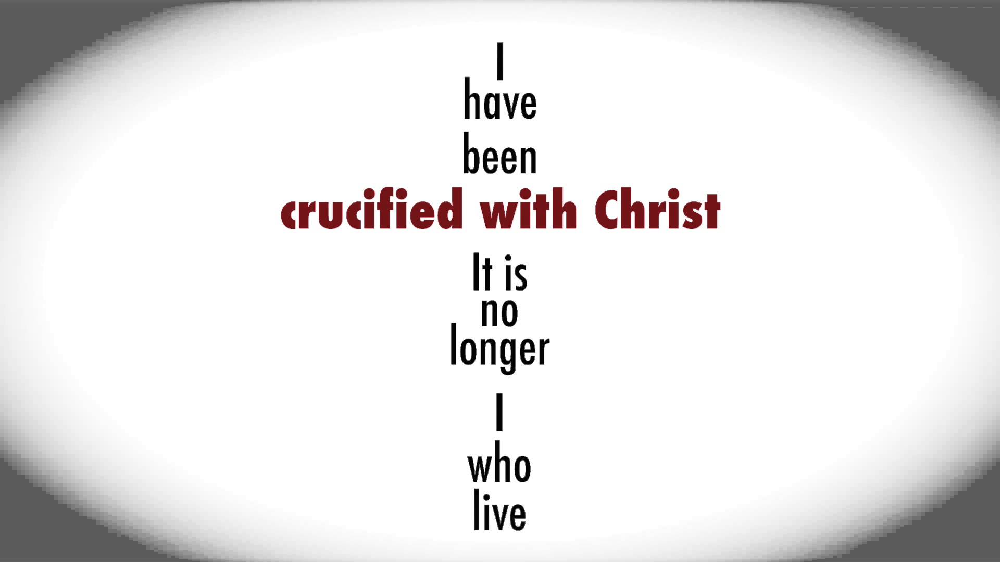 I
have
been
crucified with Christ
It is
no
longer
I
who
live